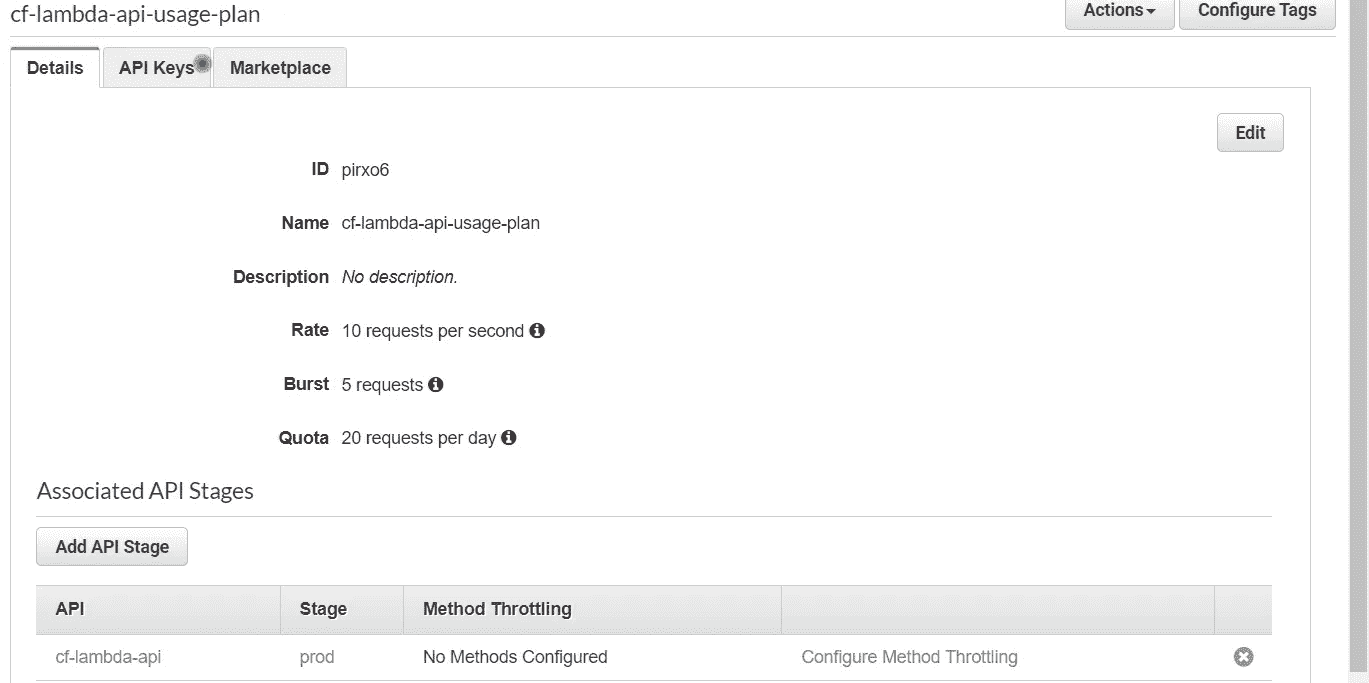 cf-lambda-api-usage-plan
Actions Configure Tags
Details API Keys Marketplace
Edit
ID pirxo6
Name cf-lambda-api-usage-plan
Description No description.
Rate 10 requests per second
Burst 5 requests
Quota 20 requests per day
Associated API Stages
Add API Stage
API Stage Method Throttling
cf-lambda-api prod No Methods Configured Configure Method Throttling